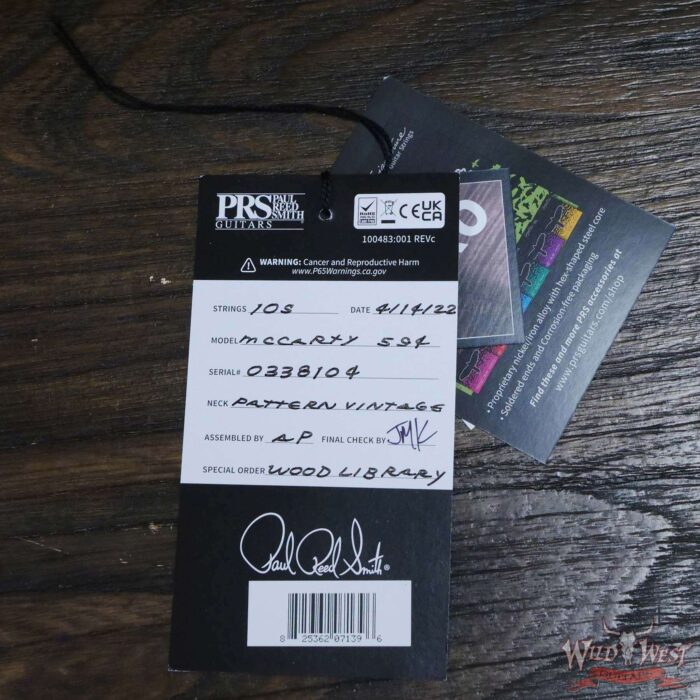 PRS PAUL REED SMITH
GUITARS
UK
CA
100483:001 REVc
WARNING: Cancer and Reproductive Harm
www.P65Warnings.ca.gov
STRINGS 10S DATE 4/14/22
MODEL McCARTY 594
SERIAL# 0338104
NECK PATTERN VINTAGE
ASSEMBLED BY AP FINAL CHECK BY JMK
SPECIAL ORDER WOOD LIBRARY
Paul Reed Smith®
8 25362 07139 6
Guitar Strings
• Proprietary nickel/iron alloy with hex-shaped steel core
• Soldered ends and Corrosion-free packaging
Find these and more PRS accessories at
www.prsguitars.com/shop
WILD WEST
GUITARS